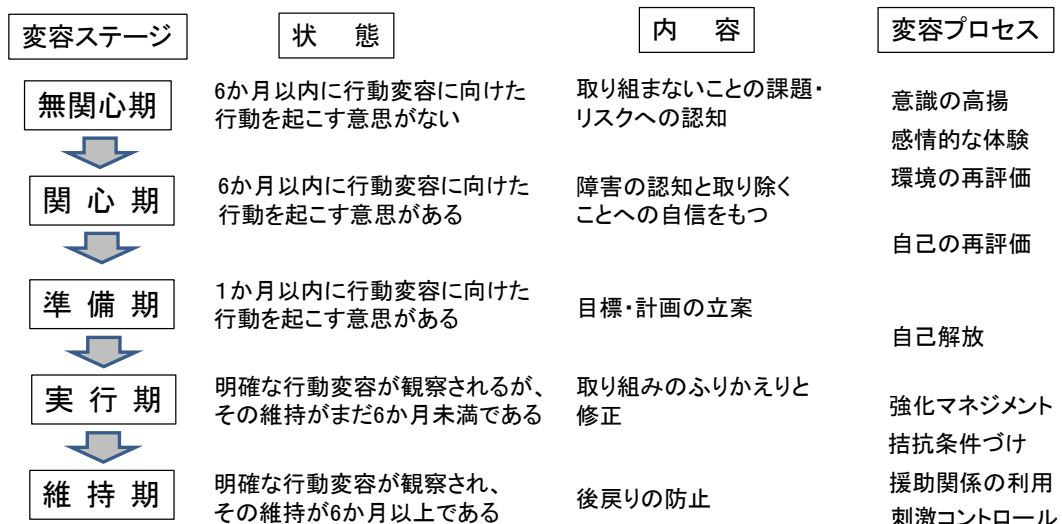 変容ステージ
状　態
内　容
変容プロセス
無関心期
6か月以内に行動変容に向けた
行動を起こす意思がない
取り組まないことの課題・
リスクへの認知
意識の高揚
感情的な体験
環境の再評価
関 心 期
6か月以内に行動変容に向けた
行動を起こす意思がある
障害の認知と取り除く
ことへの自信をもつ
自己の再評価
準 備 期
１か月以内に行動変容に向けた
行動を起こす意思がある
目標・計画の立案
自己解放
実 行 期
明確な行動変容が観察されるが、
その維持がまだ6か月未満である
取り組みのふりかえりと
修正
強化マネジメント
拮抗条件づけ
援助関係の利用
刺激コントロール
維 持 期
明確な行動変容が観察され、
その維持が6か月以上である
後戻りの防止